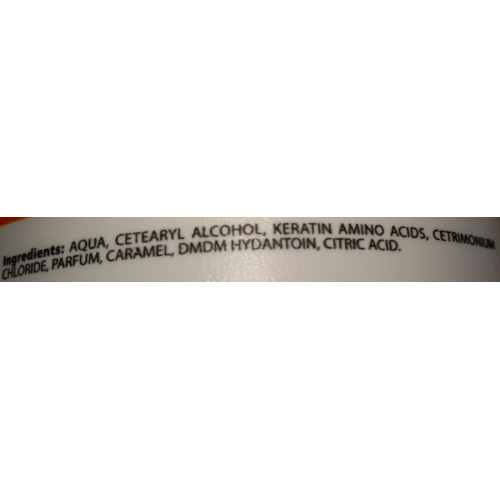 Ingredients: AQUA, CETEARYL ALCOHOL, KERATIN AMINO ACIDS, CETRIMONIUM
CHLORIDE, PARFUM, CARAMEL, DMDM HYDANTOIN, CITRIC ACID.